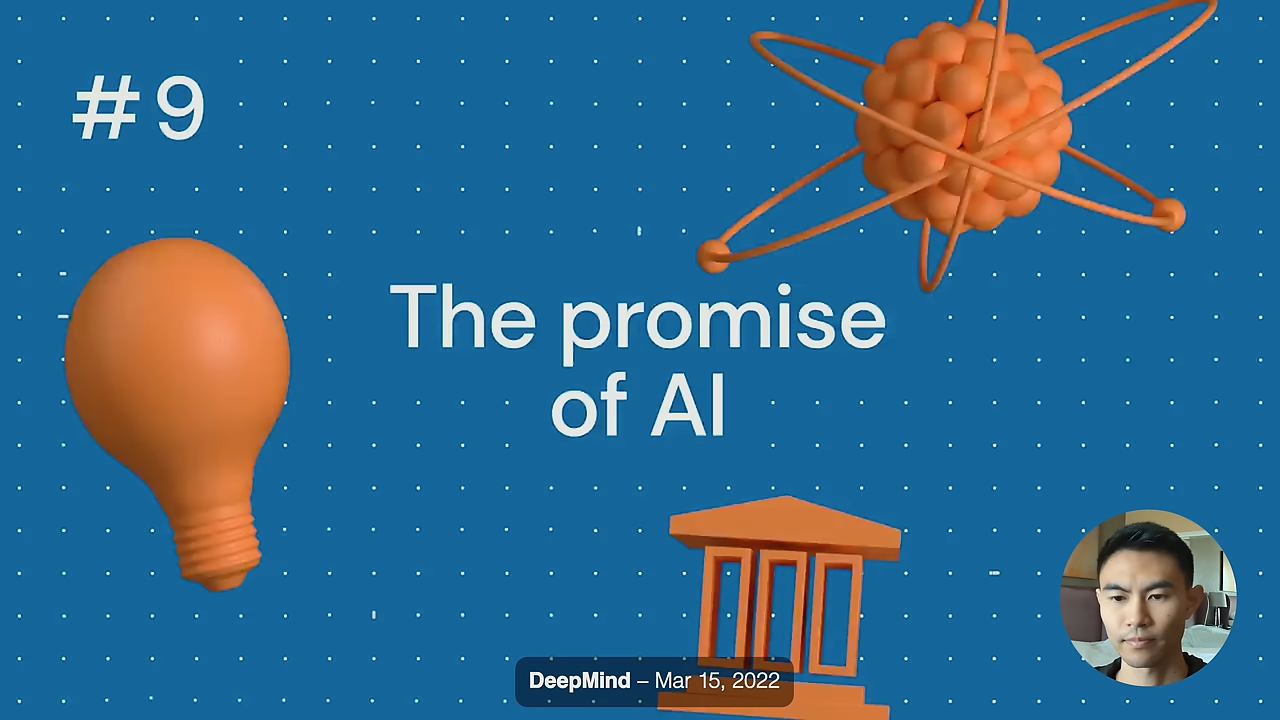 # 9
The promise
of AI
DeepMind – Mar 15, 2022